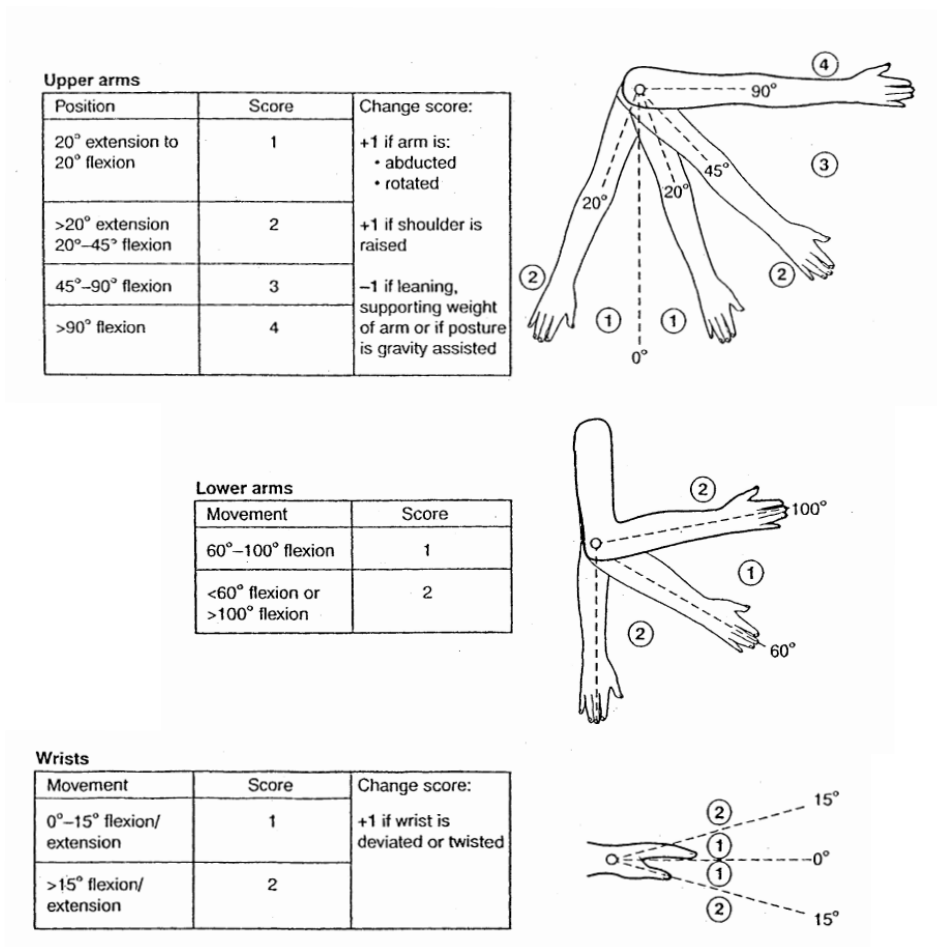 Upper arms
Position Score Change score:
20° extension to 1 +1 if arm is:
20° flexion • abducted
• rotated
>20° extension 2 +1 if shoulder is
20°–45° flexion raised
45°–90° flexion 3 –1 if leaning,
supporting weight
>90° flexion 4 of arm or if posture
is gravity assisted
4
90°
3
45°
20° 20°
2 2
1 1
0°
Lower arms
Movement Score
60°–100° flexion 1
<60° flexion or 2
>100° flexion
2
100°
1
2
60°
Wrists
Movement Score Change score:
0°–15° flexion/ 1 +1 if wrist is
extension deviated or twisted
>15° flexion/ 2
extension
15°
2
1
0°
1
2
15°